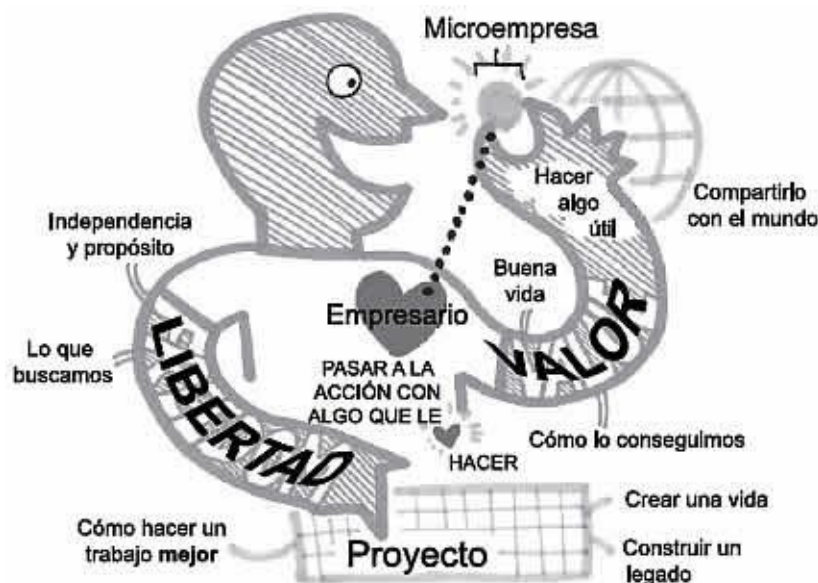 Microempresa
Hacer
algo
útil
Compartirlo
con el mundo
Independencia
y propósito
Buena
vida
Empresario
VALOR
LIBERTAD
Lo que
buscamos
PASAR A LA
ACCIÓN CON
ALGO QUE LE
HACER
Cómo lo conseguimos
Cómo hacer un
trabajo mejor
Proyecto
Crear una vida
Construir un
legado